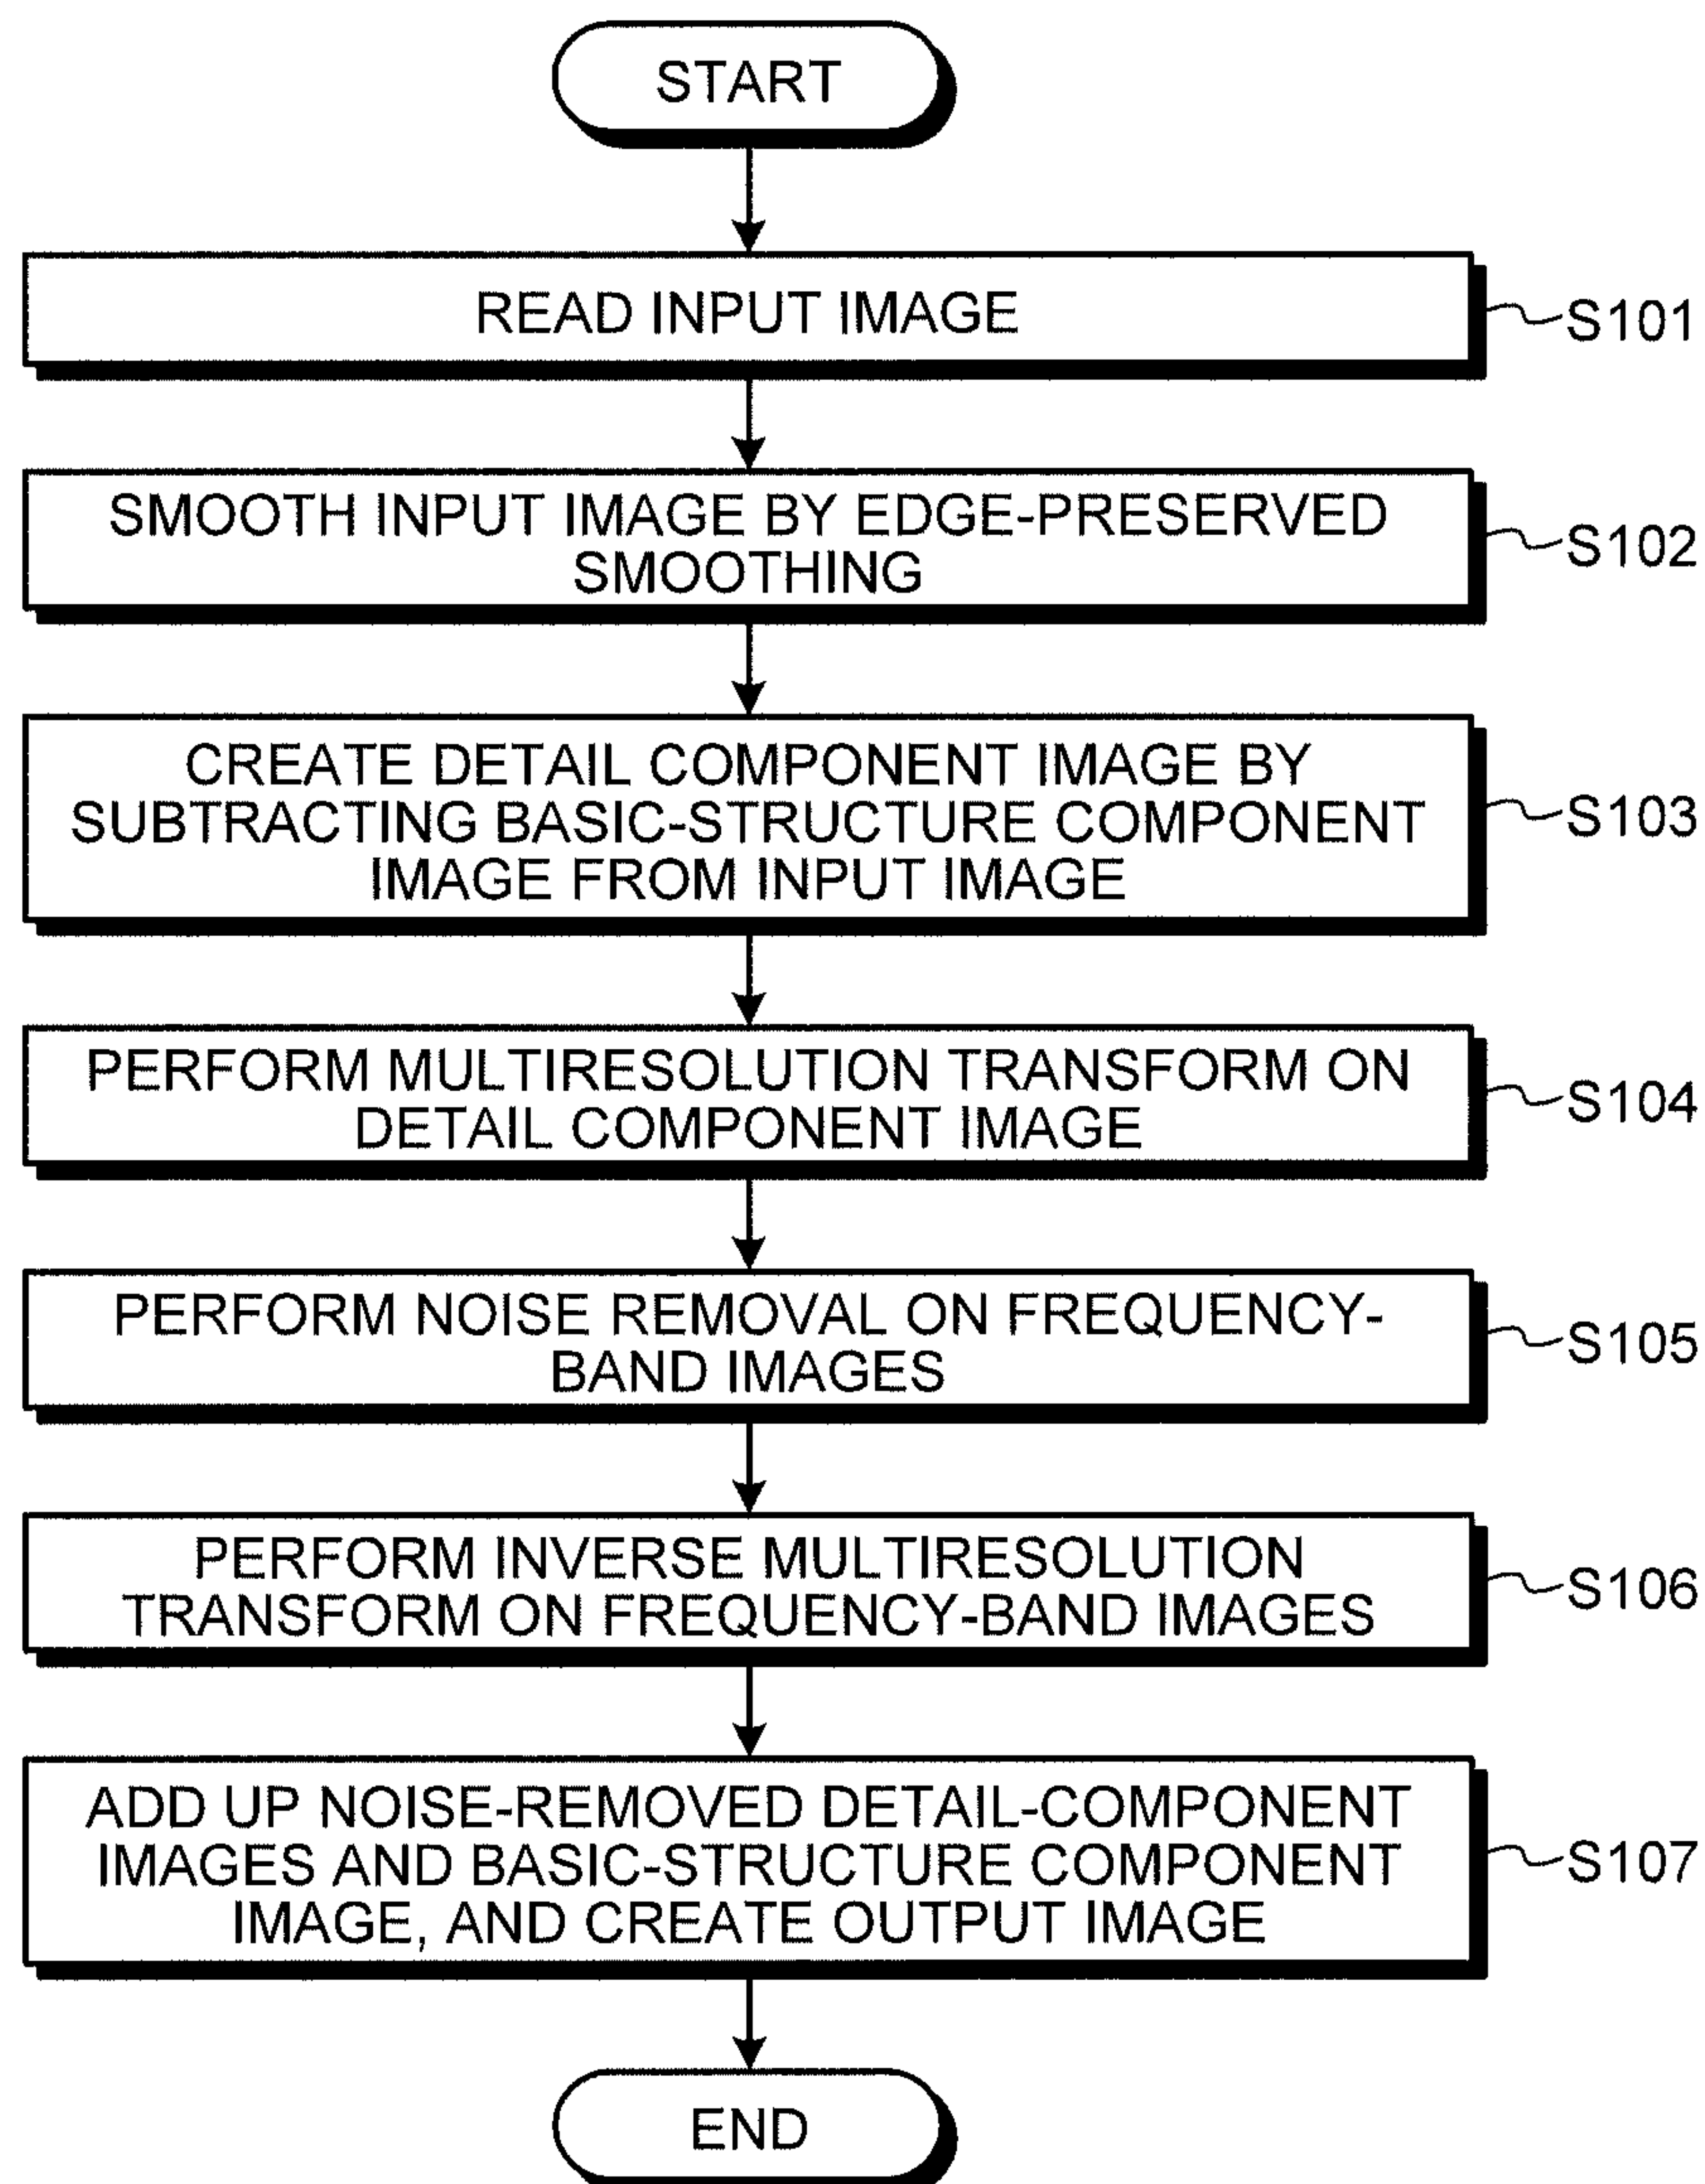 START
READ INPUT IMAGE
S101
SMOOTH INPUT IMAGE BY EDGE-PRESERVED
SMOOTHING
S102
CREATE DETAIL COMPONENT IMAGE BY
SUBTRACTING BASIC-STRUCTURE COMPONENT
IMAGE FROM INPUT IMAGE
S103
PERFORM MULTIRESOLUTION TRANSFORM ON
DETAIL COMPONENT IMAGE
S104
PERFORM NOISE REMOVAL ON FREQUENCY-
BAND IMAGES
S105
PERFORM INVERSE MULTIRESOLUTION
TRANSFORM ON FREQUENCY-BAND IMAGES
S106
ADD UP NOISE-REMOVED DETAIL-COMPONENT
IMAGES AND BASIC-STRUCTURE COMPONENT
IMAGE, AND CREATE OUTPUT IMAGE
S107
END